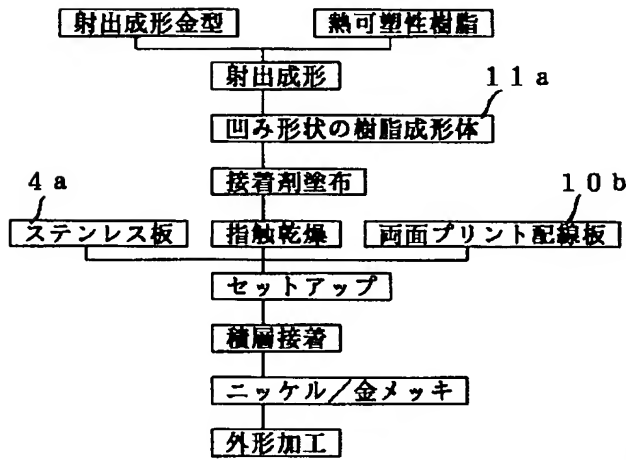 射出成形金型 熱可塑性樹脂
射出成形
11a
凹み形状の樹脂成形体
接着剤塗布
4a 10b
ステンレス板 指触乾燥 両面プリント配線板
セットアップ
積層接着
ニッケル／金メッキ
外形加工